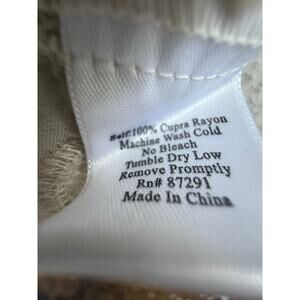 Self:100% Cupra Rayon
Machine Wash Cold
No Bleach
Tumble Dry Low
Remove Promptly
Rn# 87291
Made In China